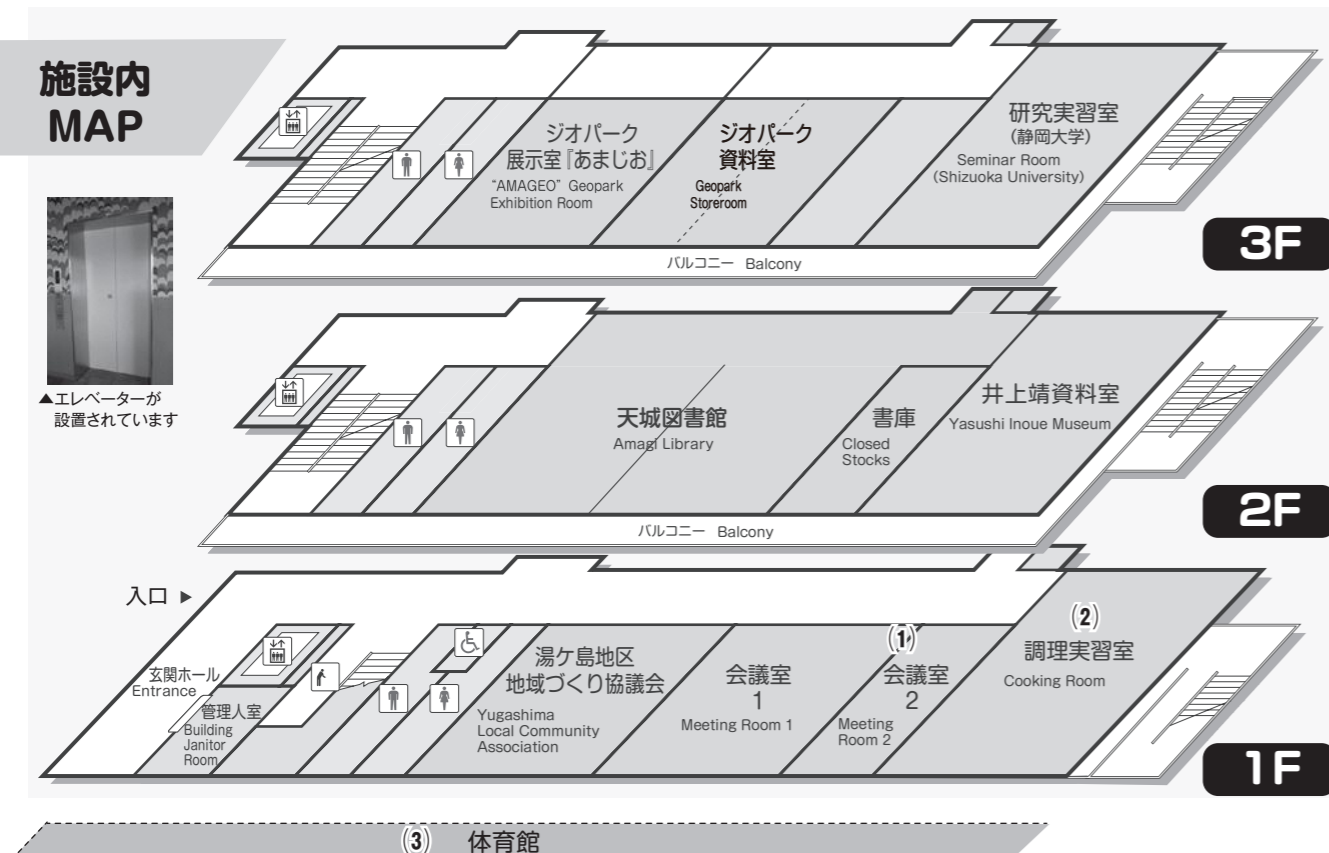 施設内
MAP
▲エレベーターが
設置されています
ジオパーク
展示室『あまじお』
“AMAGEO” Geopark
Exhibition Room
ジオパーク
資料室
Geopark
Storeroom
研究実習室
(静岡大学)
Seminar Room
(Shizuoka University)
バルコニー Balcony
3F
天城図書館
Amagi Library
書庫
Closed
Stocks
井上靖資料室
Yasushi Inoue Museum
バルコニー Balcony
2F
入口 ▶
玄関ホール
Entrance
管理人室
Building
Janitor
Room
湯ケ島地区
地域づくり協議会
Yugashima
Local Community
Association
会議室
1
Meeting Room 1
(1)
会議室
2
Meeting
Room 2
(2)
調理実習室
Cooking Room
1F
(3) 体育館